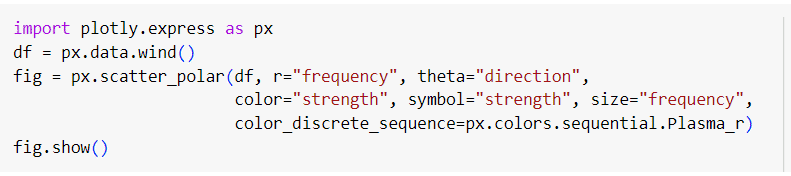 import plotly.express as px
df = px.data.wind()
fig = px.scatter_polar(df, r="frequency", theta="direction",
                       color="strength", symbol="strength", size="frequency",
                       color_discrete_sequence=px.colors.sequential.Plasma_r)
fig.show()